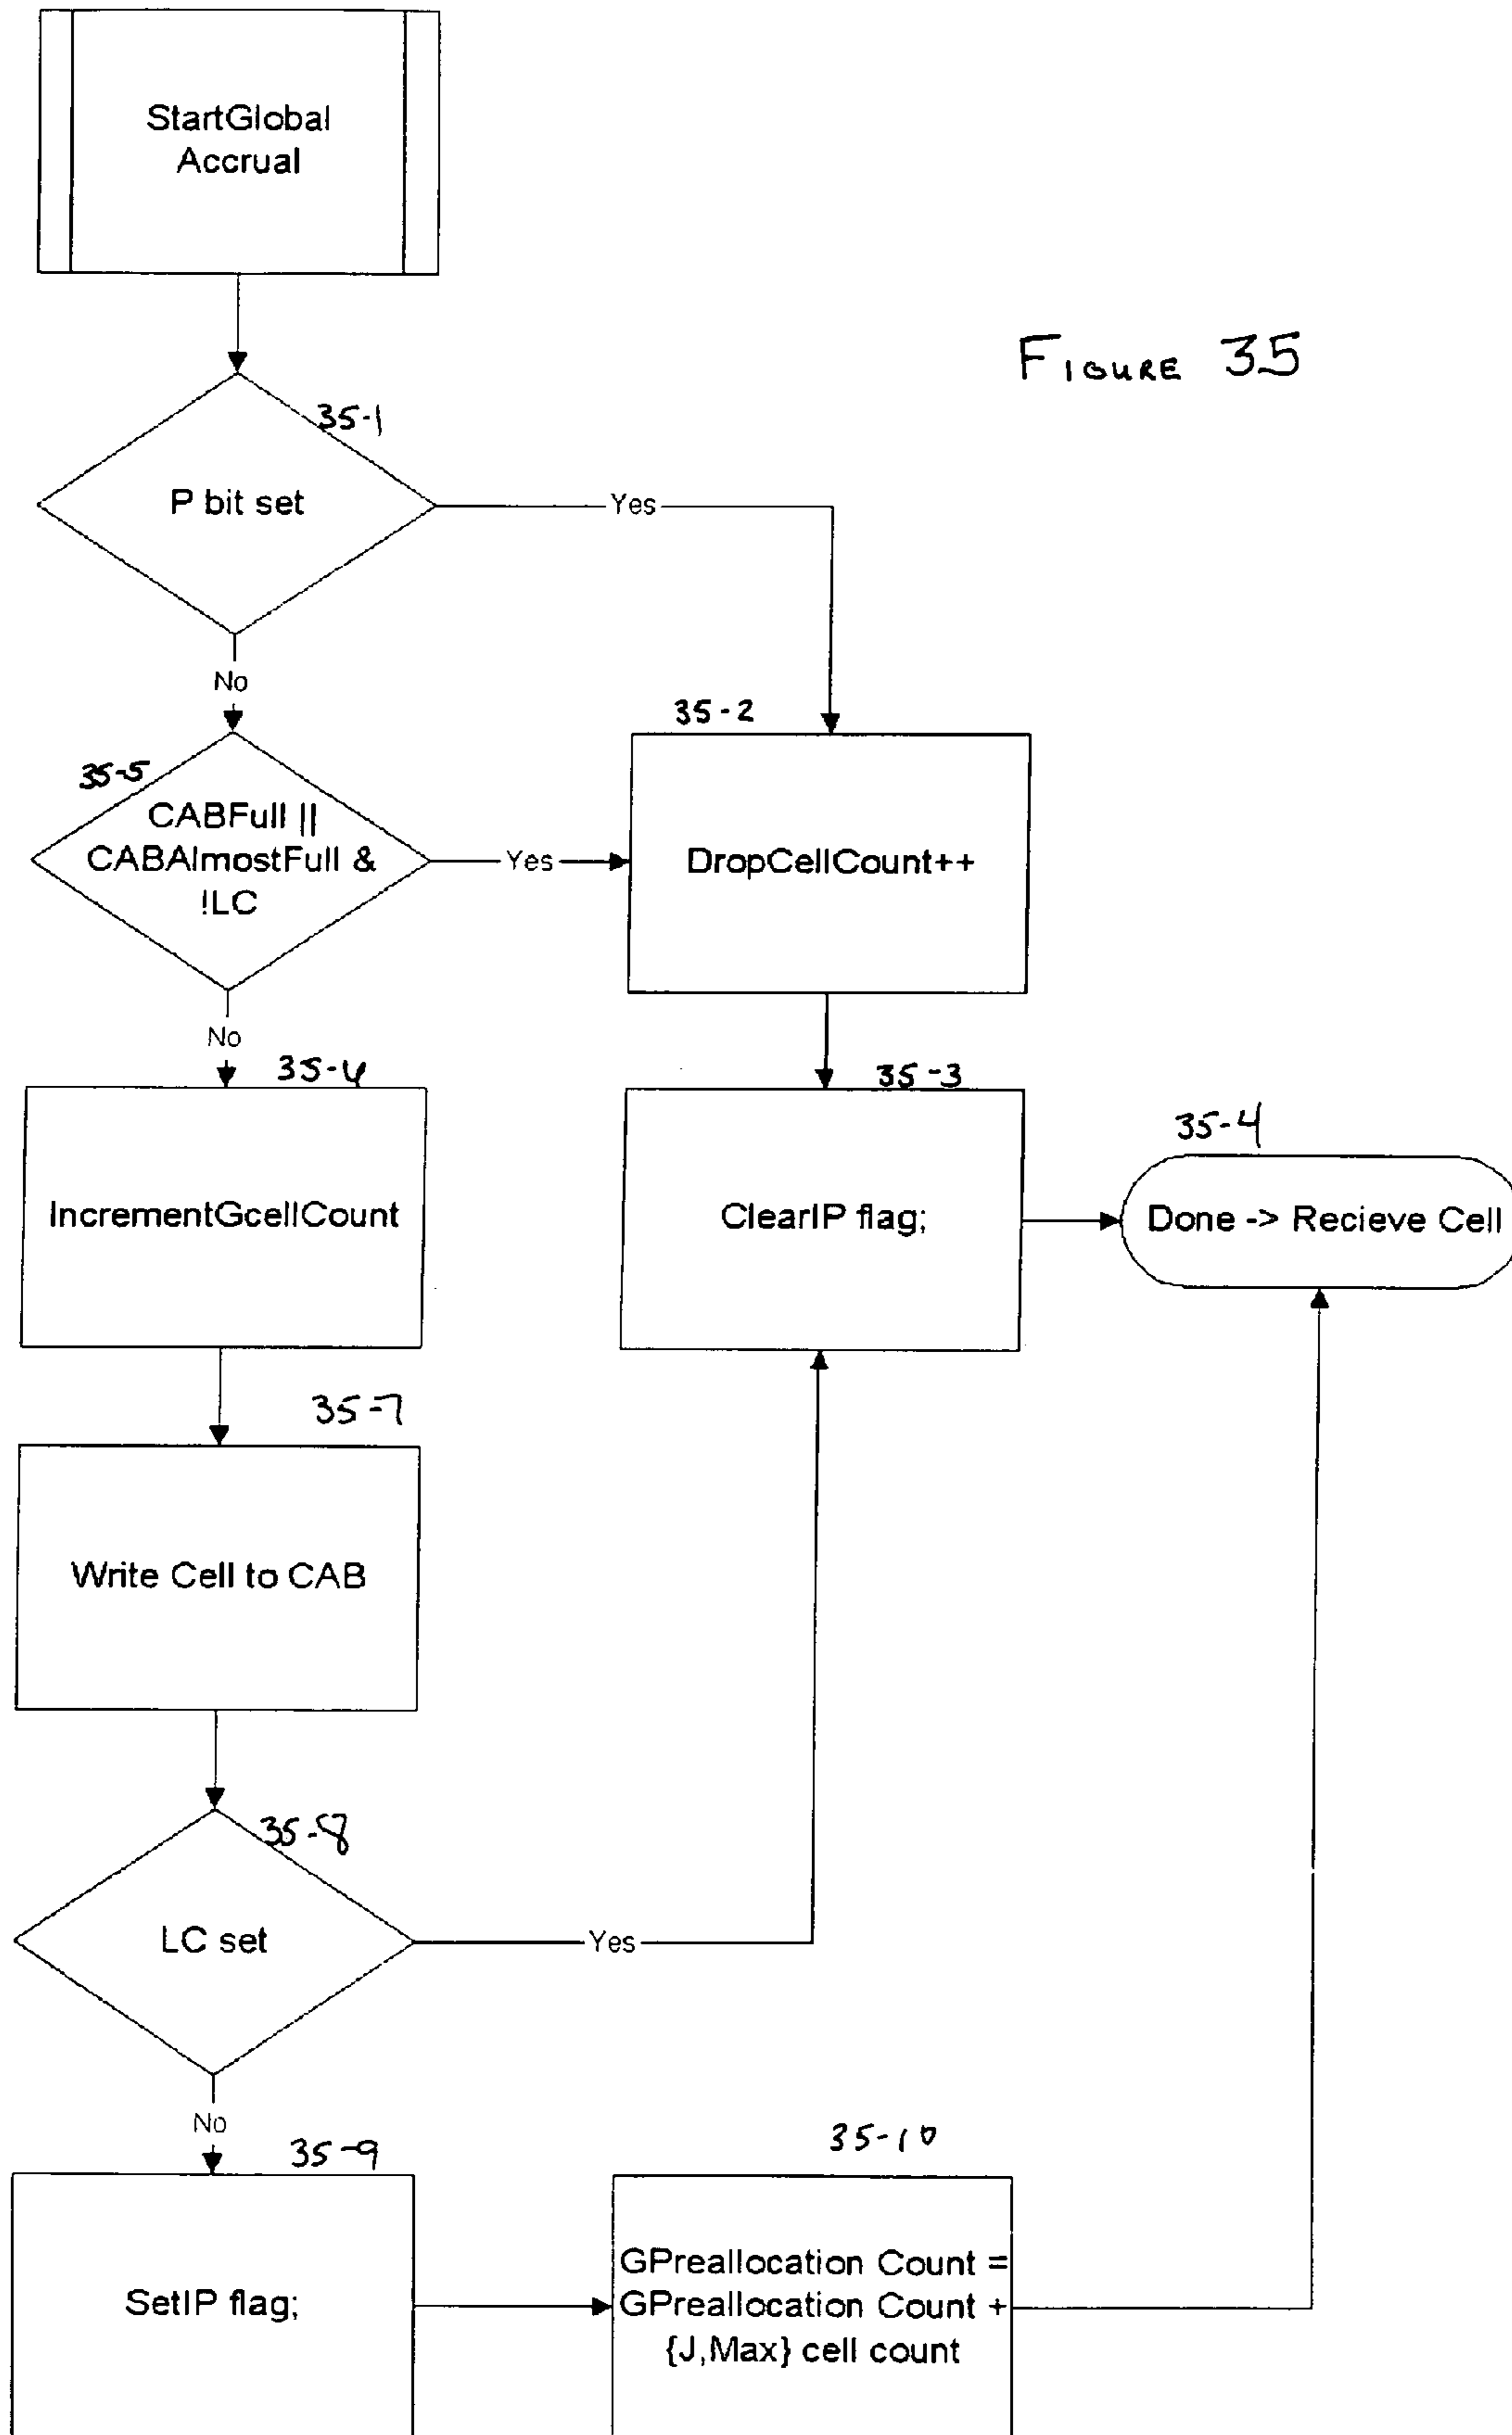 StartGlobal
Accrual
FIGURE 35
35-1
P bit set
Yes
No
35-2
35-5
CABFull ||
CABAlmostFull &
!LC
Yes
DropCellCount++
No
35-6
35-3
35-4
IncrementGcellCount
ClearIP flag;
Done -> Recieve Cell
35-7
Write Cell to CAB
35-8
LC set
Yes
No
35-9
35-10
SetIP flag;
GPreallocation Count =
GPreallocation Count +
{J,Max} cell count